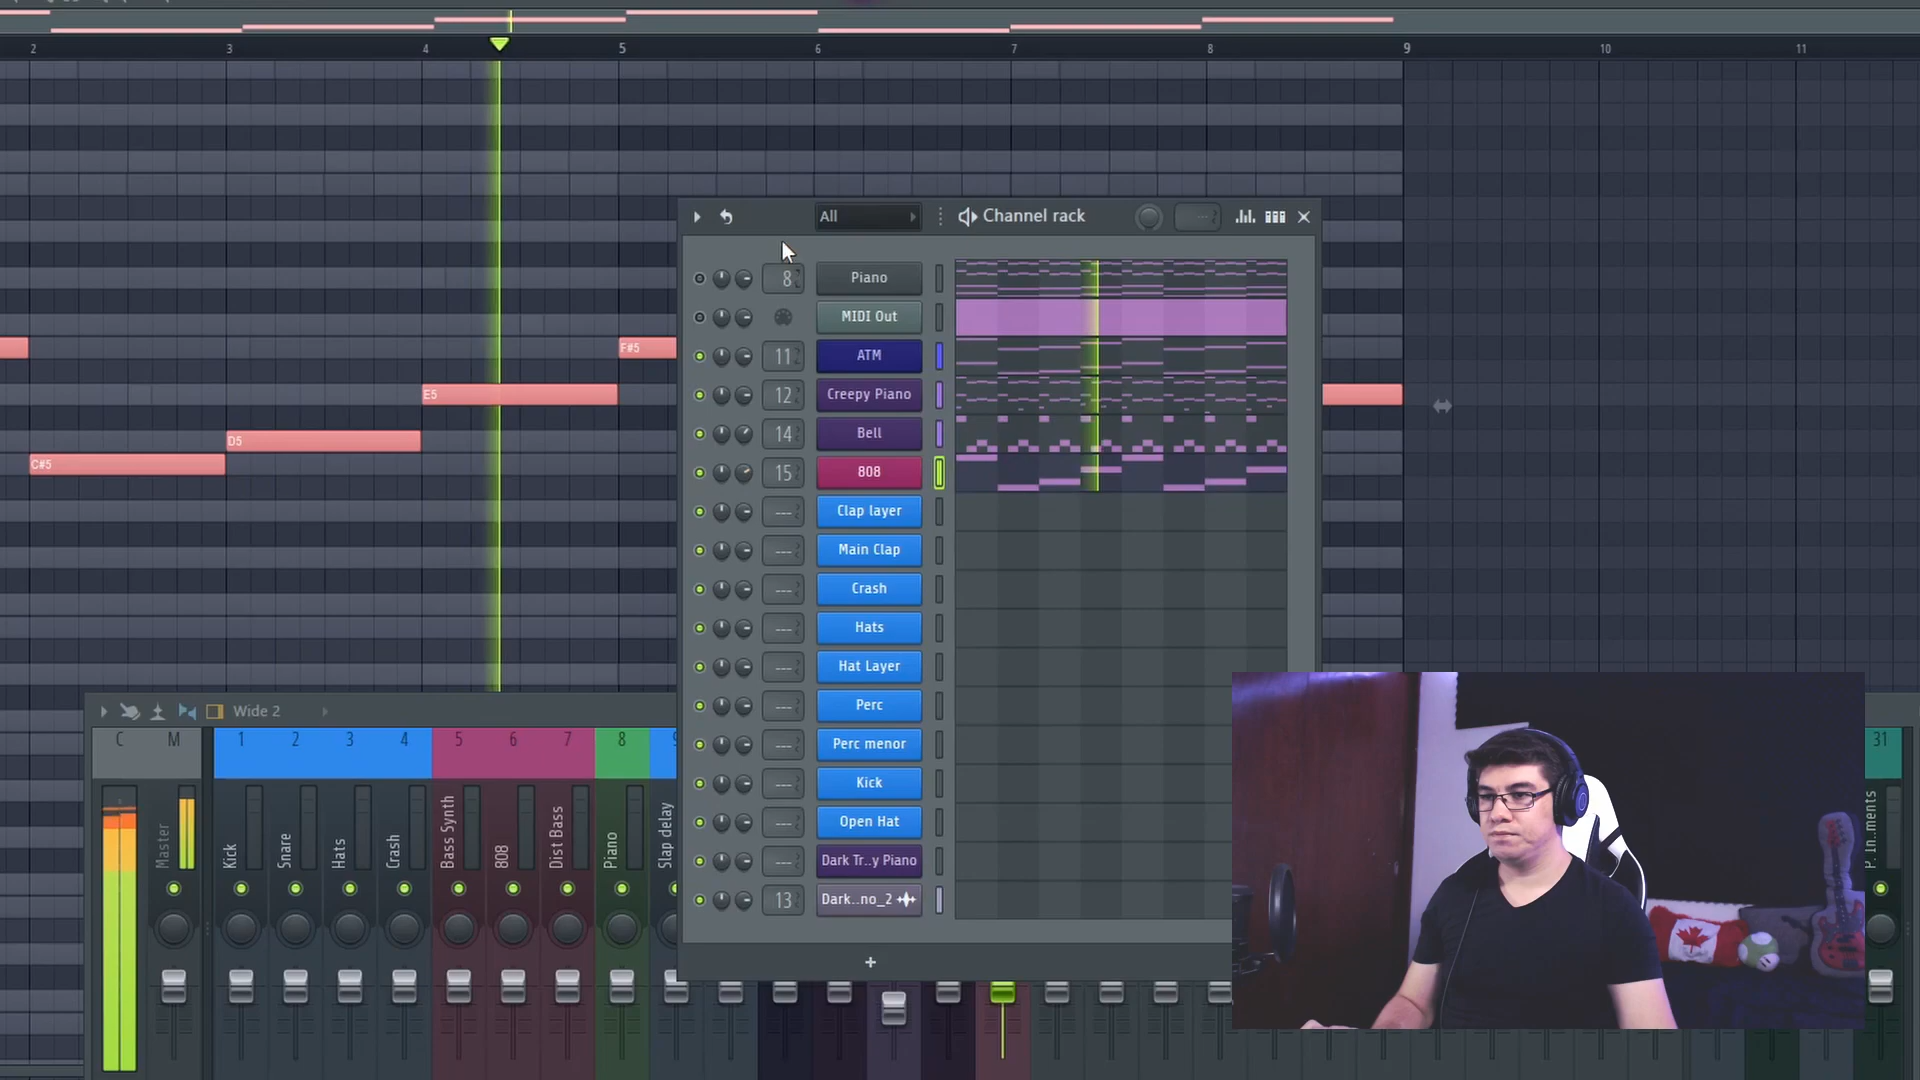 2 3 4 5 6 7 8 9 10 11
All Channel rack
8 Piano
MIDI Out
11 ATM
F#5
12 Creepy Piano
E5
14 Bell
D5
C#5
15 808
--- Clap layer
--- Main Clap
--- Crash
--- Hats
--- Hat Layer
--- Perc
--- Perc menor
--- Kick
--- Open Hat
--- Dark Tr..y Piano
13 Dark..no_2
Wide 2
C M 1 2 3 4 5 6 7 8 9 31
Master
Kick
Snare
Hats
Crash
Bass Synth
808
Dist Bass
Piano
Slap delay
P. In..ments